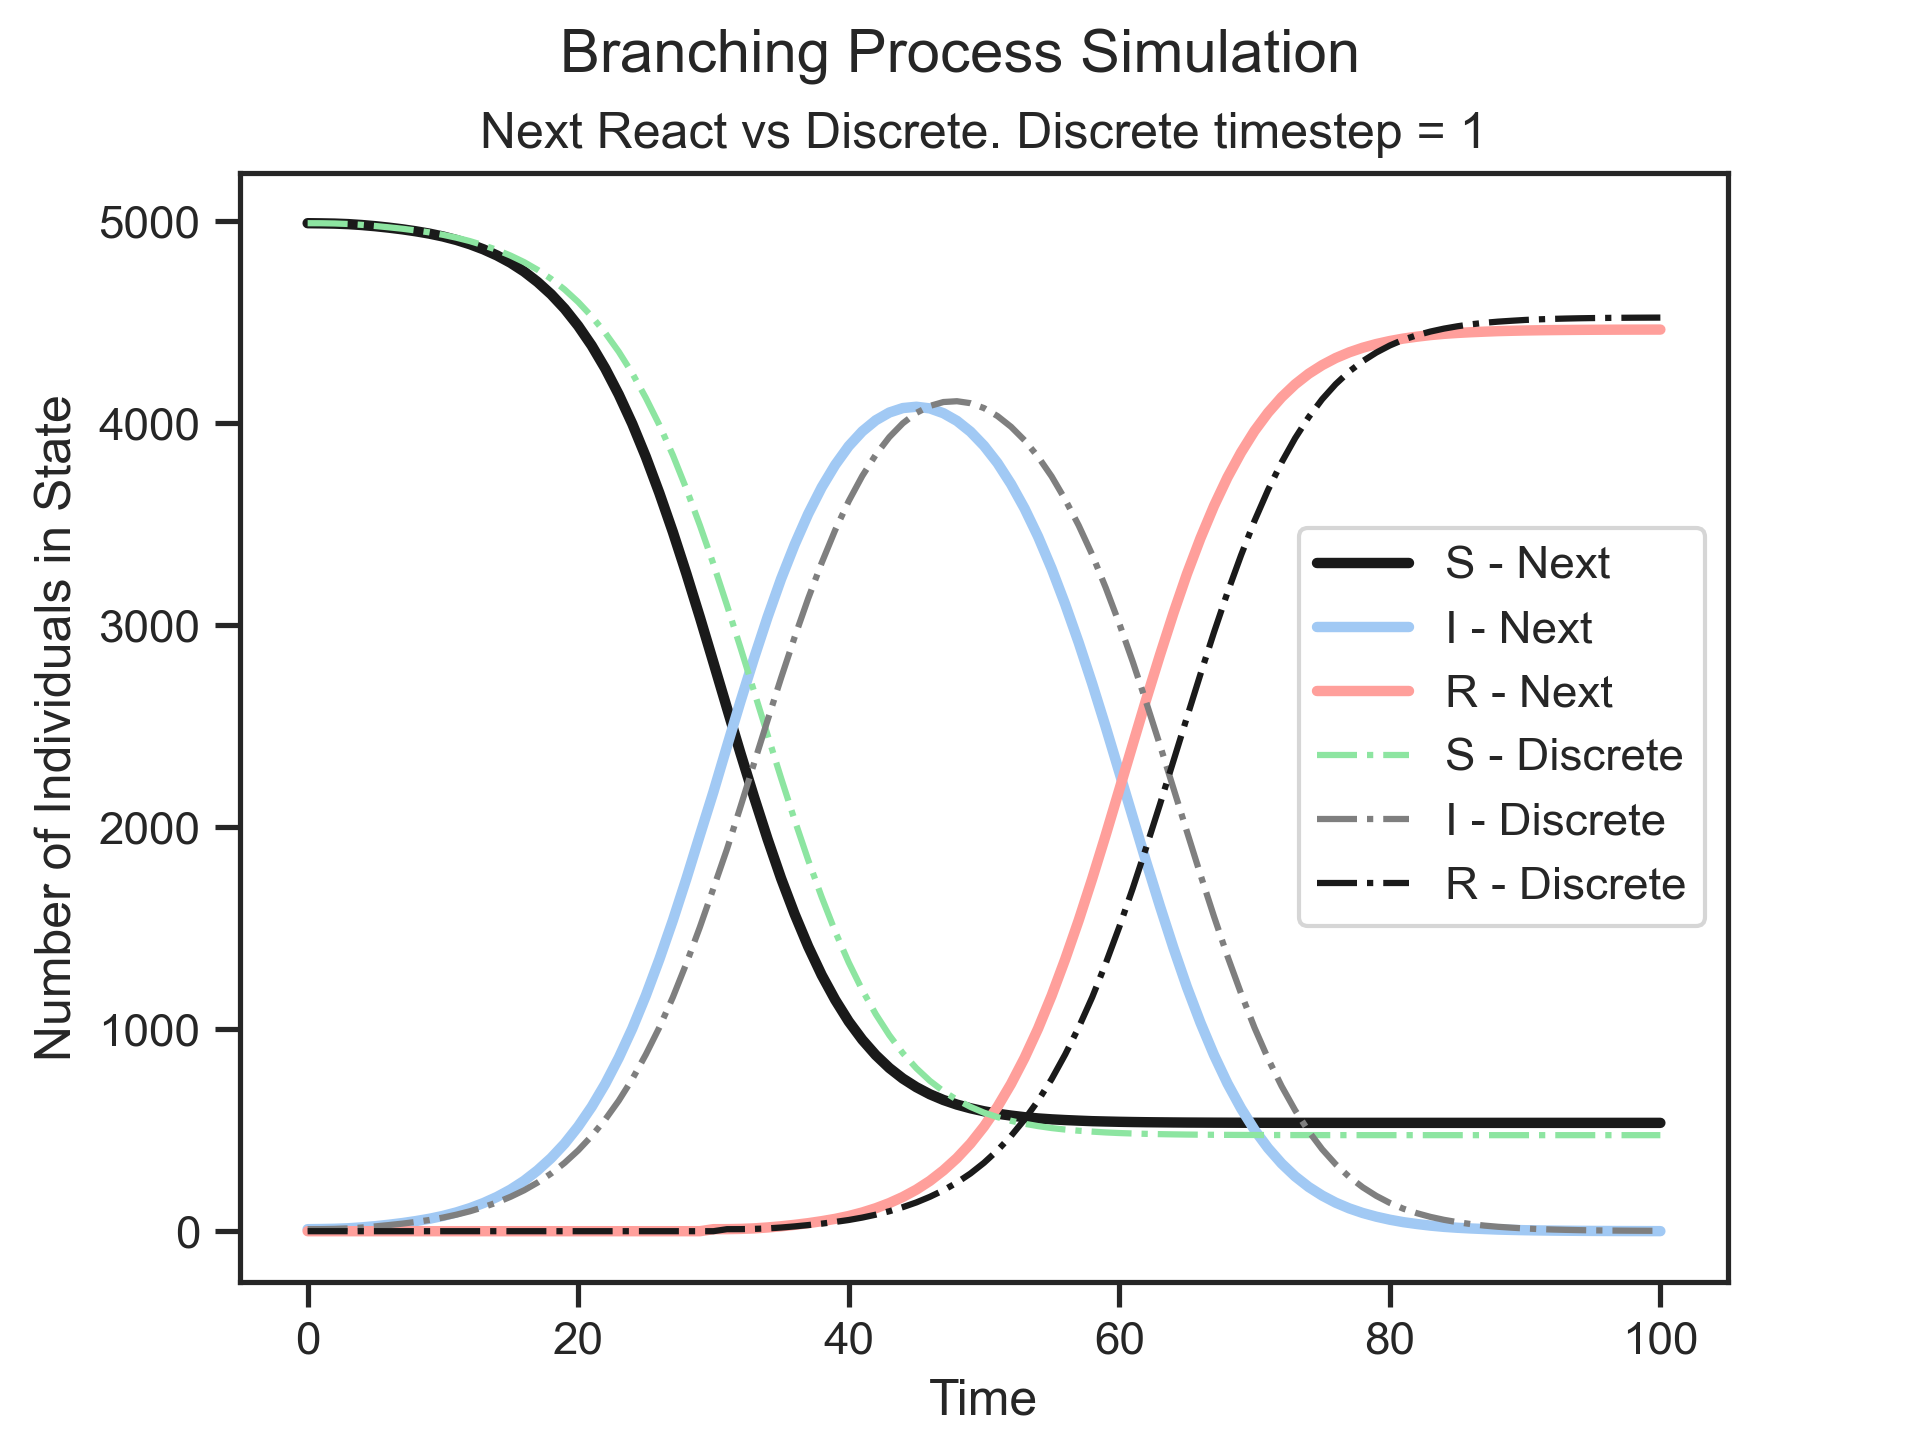 Branching Process Simulation
Next React vs Discrete. Discrete timestep = 1
Number of Individuals in State
5000
4000
3000
2000
1000
0
S - Next
I - Next
R - Next
S - Discrete
I - Discrete
R - Discrete
0 20 40 60 80 100
Time